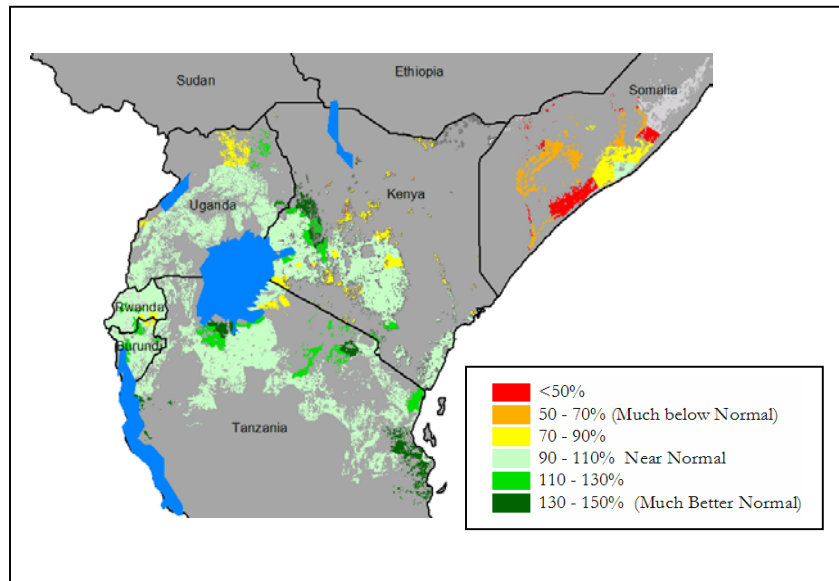 Sudan
Ethiopia
Somalia
Uganda
Kenya
Rwanda
Burundi
Tanzania
<50%
50 - 70% (Much below Normal)
70 - 90%
90 - 110% Near Normal
110 - 130%
130 - 150% (Much Better Normal)